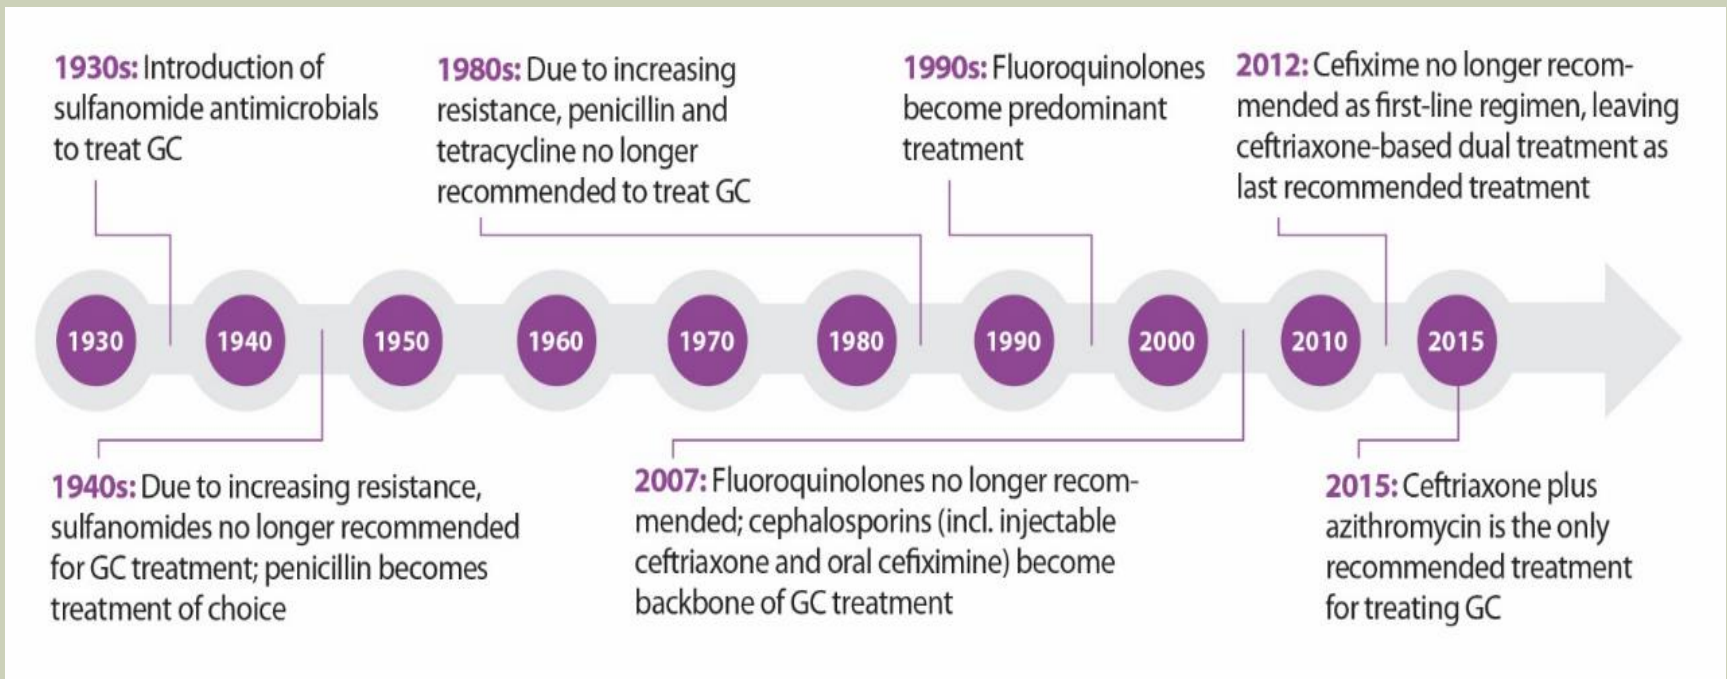 1930s: Introduction of
sulfanomide antimicrobials
to treat GC
1980s: Due to increasing
resistance, penicillin and
tetracycline no longer
recommended to treat GC
1990s: Fluoroquinolones
become predominant
treatment
2012: Cefixime no longer recom-
mended as first-line regimen, leaving
ceftriaxone-based dual treatment as
last recommended treatment
1930
1940
1950
1960
1970
1980
1990
2000
2010
2015
1940s: Due to increasing resistance,
sulfanomides no longer recommended
for GC treatment; penicillin becomes
treatment of choice
2007: Fluoroquinolones no longer recom-
mended; cephalosporins (incl. injectable
ceftriaxone and oral cefiximine) become
backbone of GC treatment
2015: Ceftriaxone plus
azithromycin is the only
recommended treatment
for treating GC